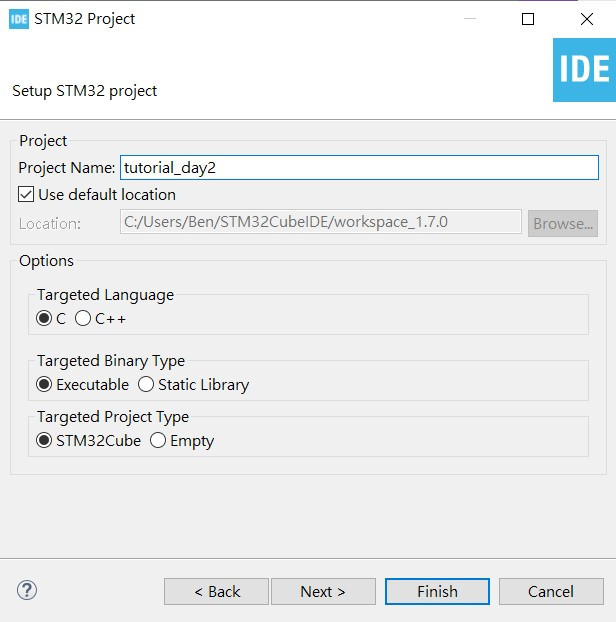 IDE STM32 Project
IDE
Setup STM32 project
Project
Project Name: tutorial_day2
Use default location
Location: C:/Users/Ben/STM32CubeIDE/workspace_1.7.0 Browse...
Options
Targeted Language
C C++
Targeted Binary Type
Executable Static Library
Targeted Project Type
STM32Cube Empty
? < Back Next > Finish Cancel